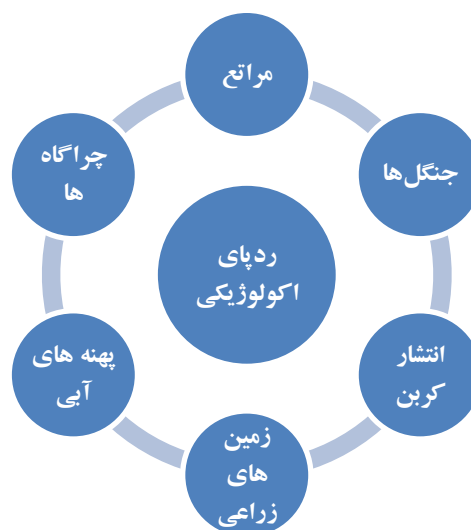 مراتع
جنگل‌ها
انتشار
کربن
زمین
های
زراعی
پهنه های
آبی
چراگاه
ها
ردپای
اکولوژیکی